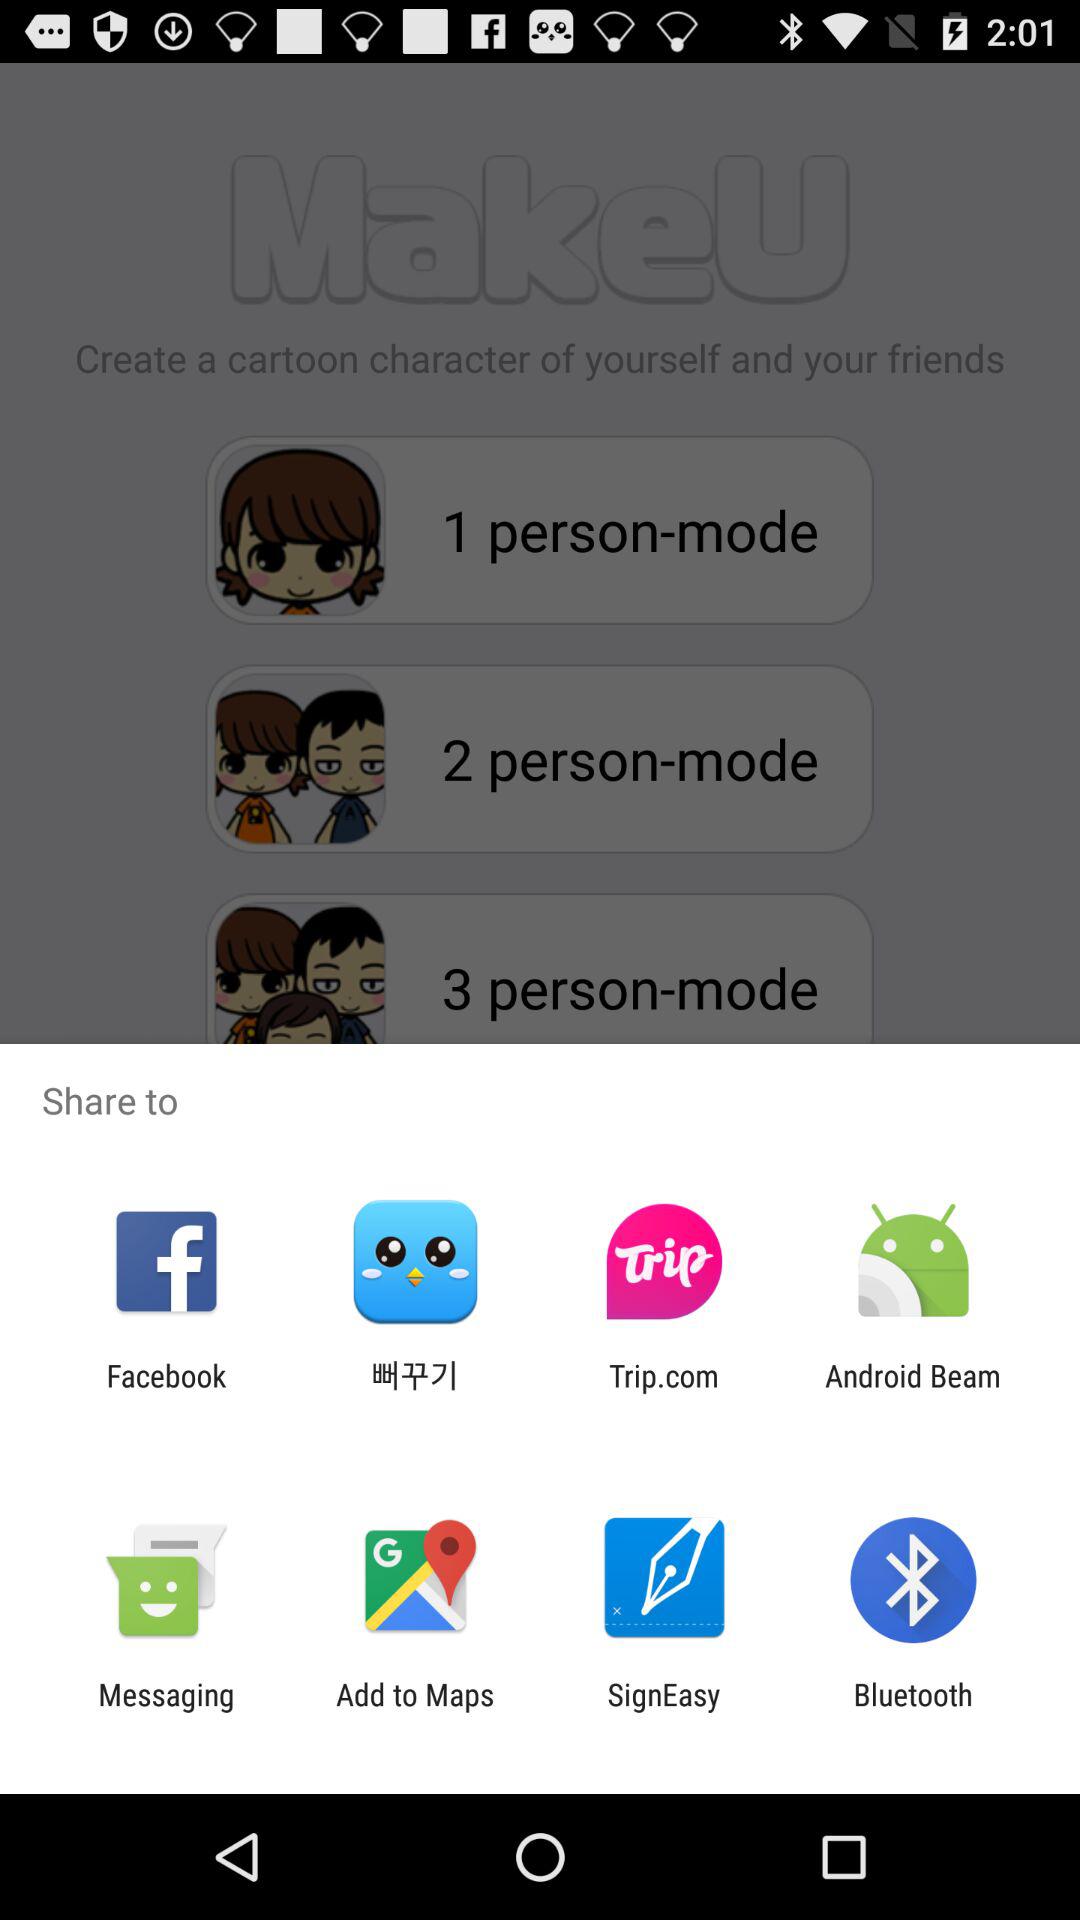 2:01
MakeU
Create a cartoon character of yourself and your friends
1 person-mode
2 person-mode
3 person-mode
Share to
Trip
Facebook
뻐꾸기
Trip.com
Android Beam
G
Messaging
Add to Maps
SignEasy
Bluetooth